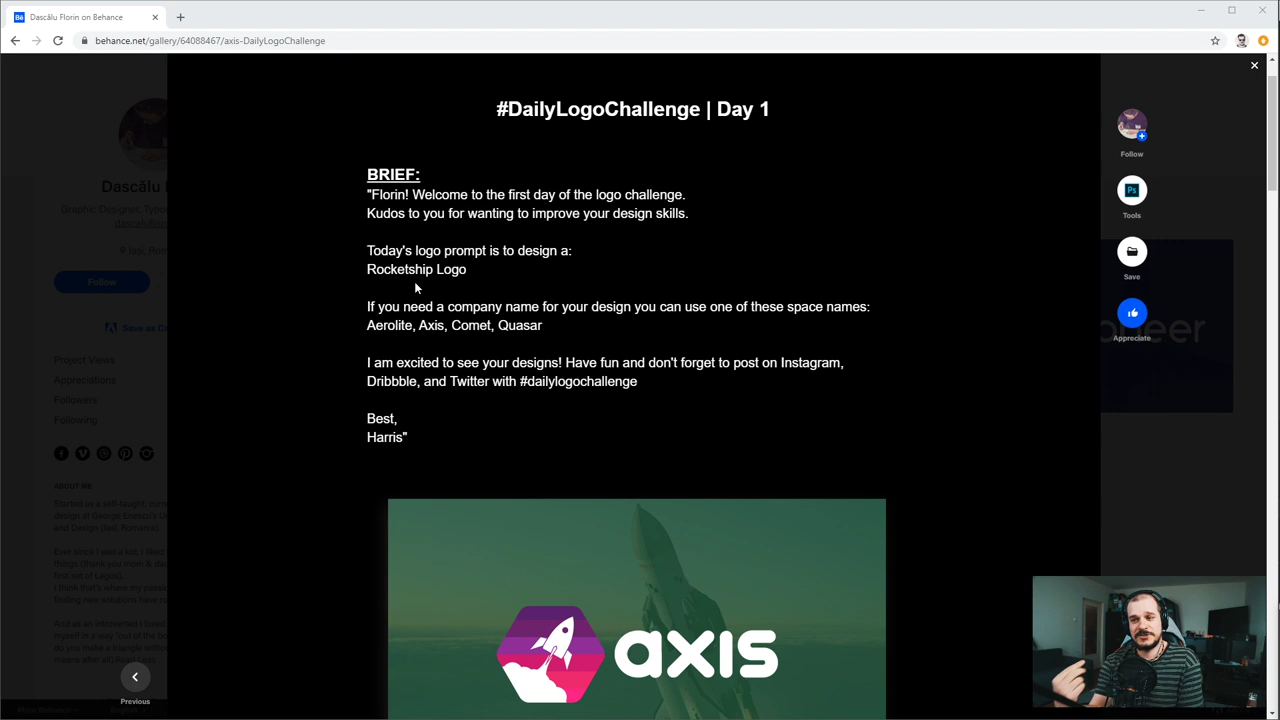 Dascălu Florin on Behance
behance.net/gallery/64088467/axis-DailyLogoChallenge
#DailyLogoChallenge | Day 1
BRIEF:
"Florin! Welcome to the first day of the logo challenge.
Kudos to you for wanting to improve your design skills.
Today's logo prompt is to design a:
Rocketship Logo
If you need a company name for your design you can use one of these space names:
Aerolite, Axis, Comet, Quasar
I am excited to see your designs! Have fun and don't forget to post on Instagram,
Dribbble, and Twitter with #dailylogochallenge
Best,
Harris"
axis
Follow
Ps
Tools
Save
Appreciate
Dascălu
Graphic Designer,
Follow
Project Views
Appreciations
Followers
Following
ABOUT ME
Previous